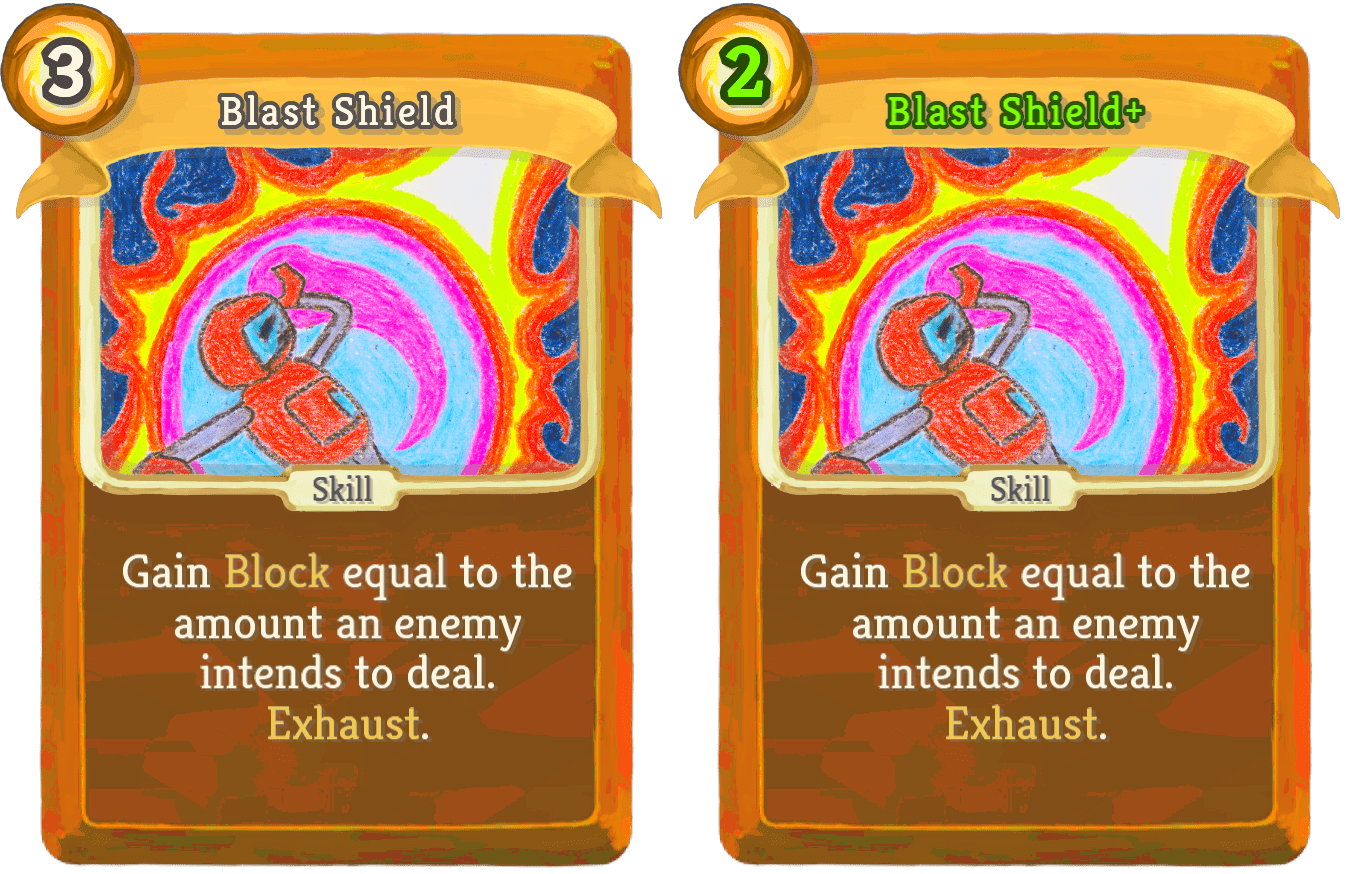 3
Blast Shield
Skill
Gain Block equal to the
amount an enemy
intends to deal.
Exhaust.
2
Blast Shield+
Skill
Gain Block equal to the
amount an enemy
intends to deal.
Exhaust.